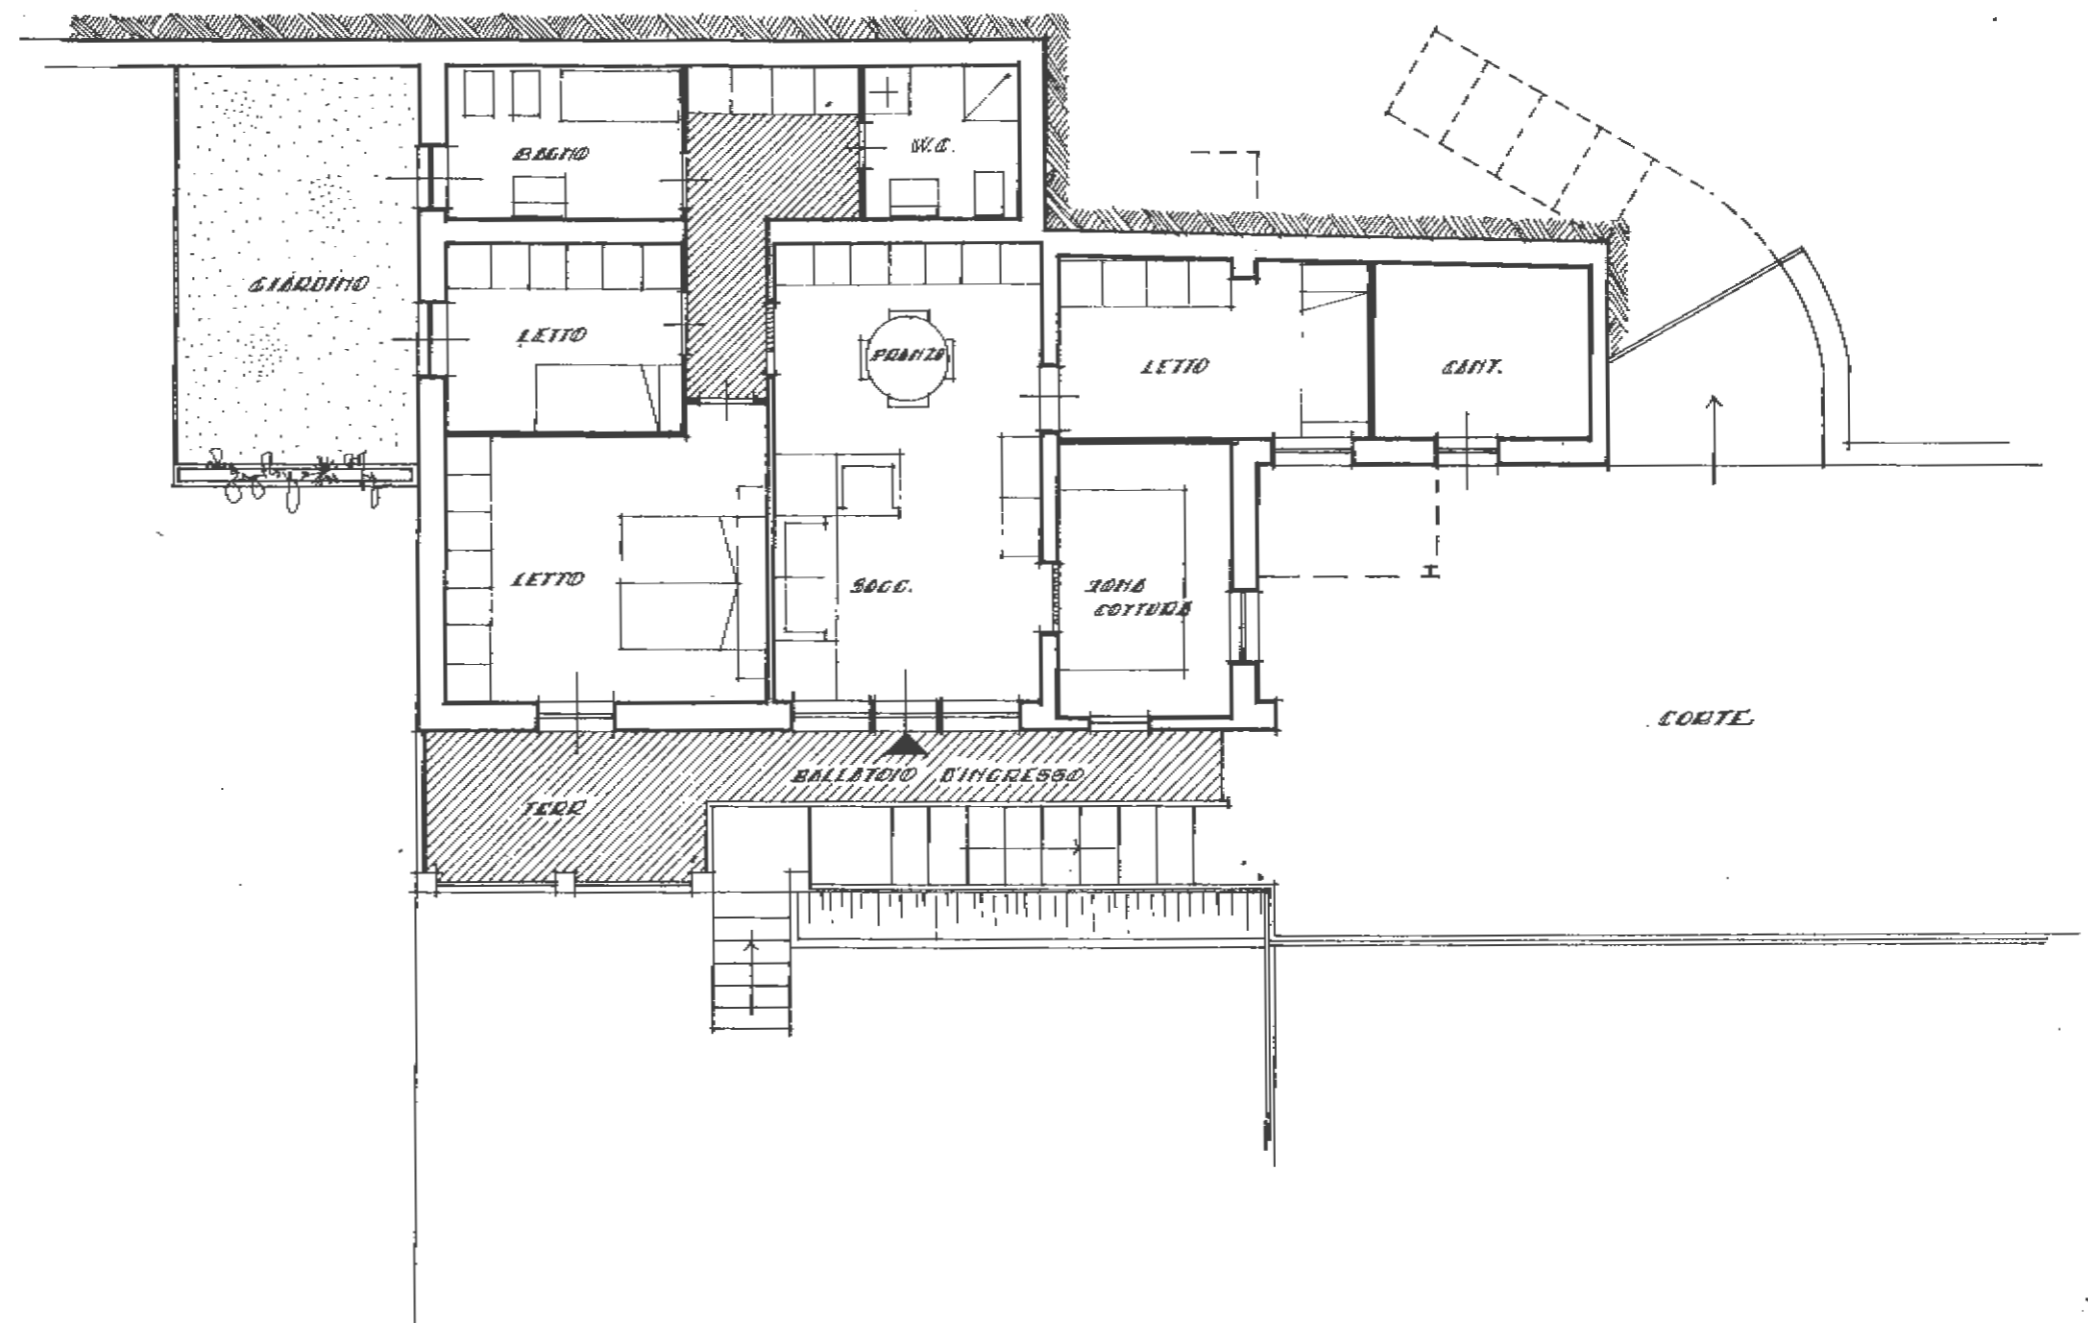 BAGNO
W.C.
GIARDINO
LETTO
PRANZO
LETTO
CANT.
LETTO
SOGG.
ZONA
COTTURA
CORTE
BALLATOIO D'INGRESSO
TERR